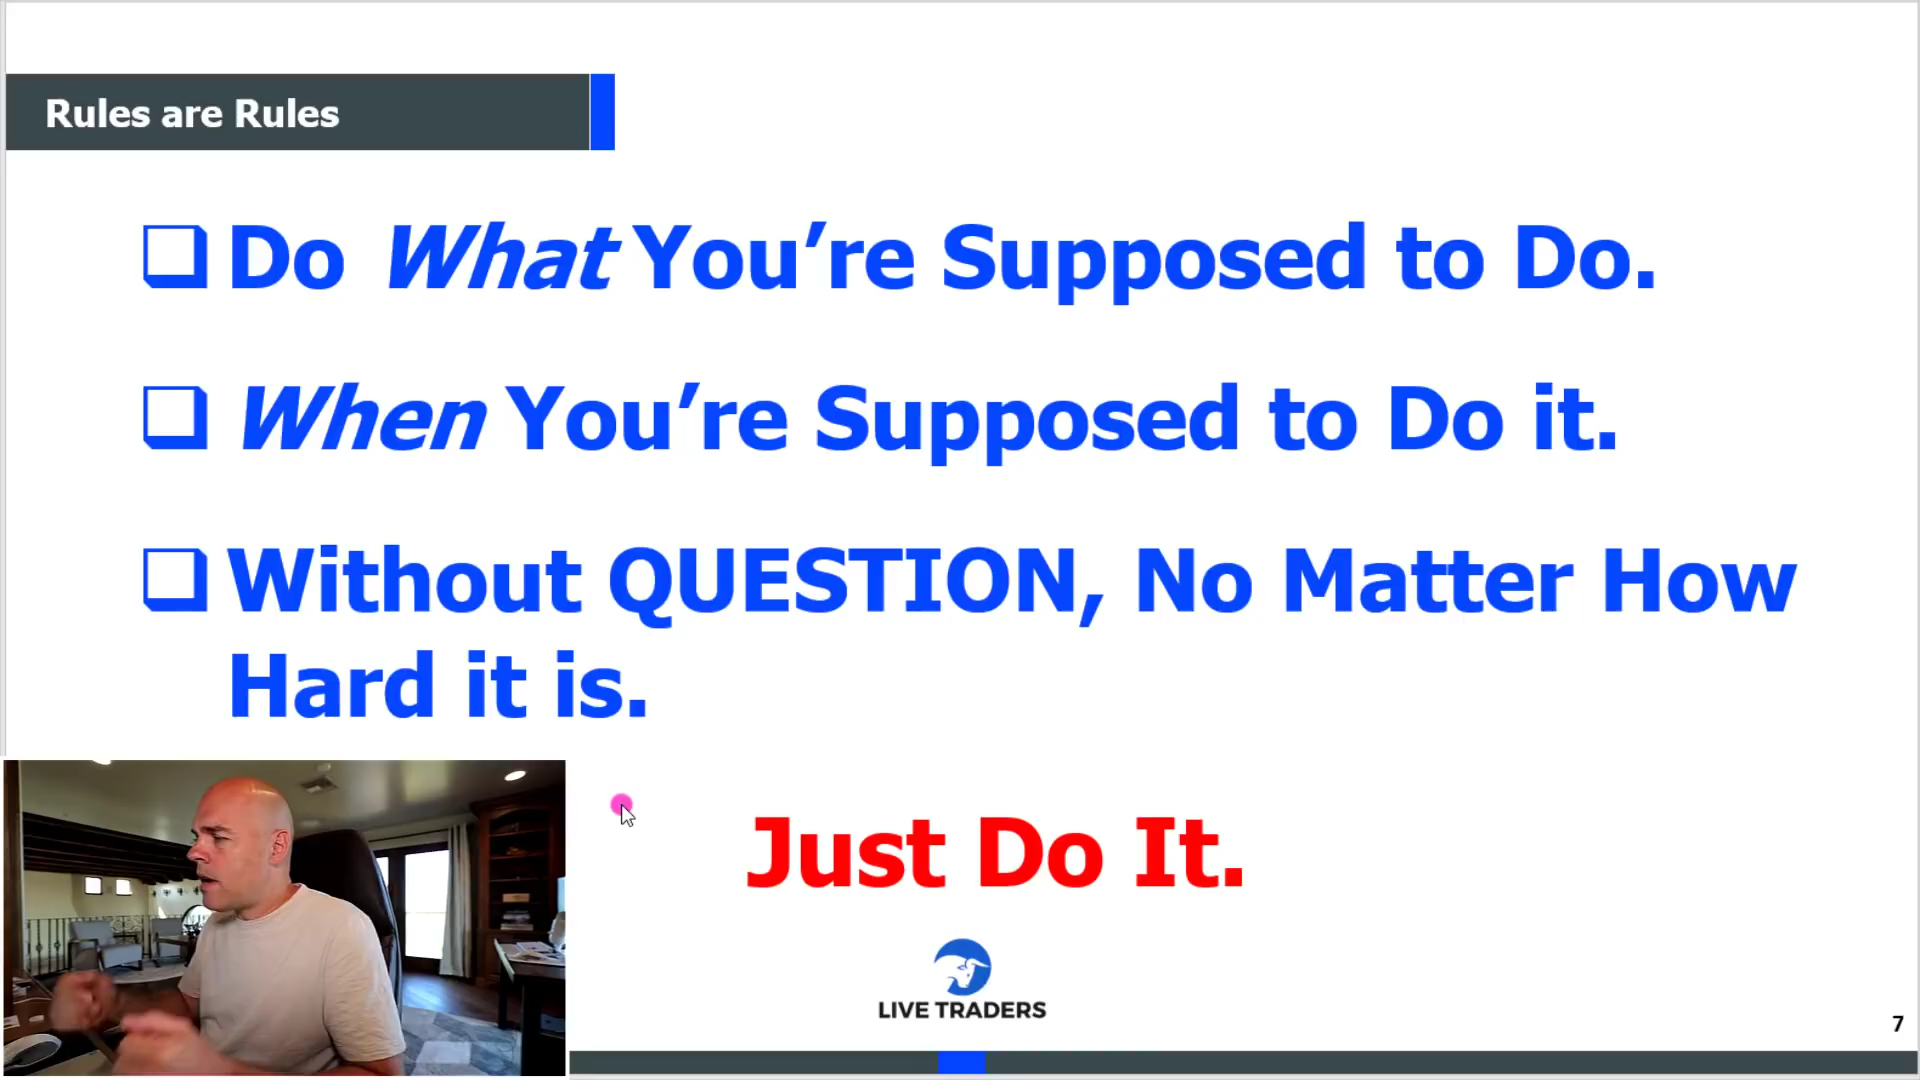 Rules are Rules
Do What You're Supposed to Do.
When You're Supposed to Do it.
Without QUESTION, No Matter How
Hard it is.
Just Do It.
LIVE TRADERS
7